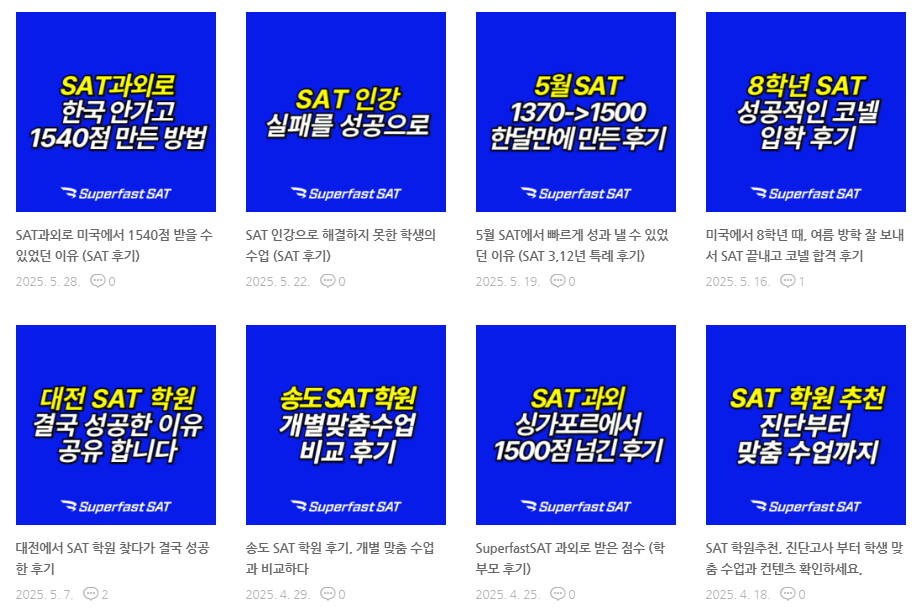 SAT과외로
한국 안가고
1540점 만든 방법
Superfast SAT
SAT 인강
실패를 성공으로
Superfast SAT
5월 SAT
1370->1500
한달만에 만든 후기
Superfast SAT
8학년 SAT
성공적인 코넬
입학 후기
Superfast SAT
SAT과외로 미국에서 1540점 받을 수
있었던 이유 (SAT 후기)
2025. 5. 28. 0
SAT 인강으로 해결하지 못한 학생의
수업 (SAT 후기)
2025. 5. 22. 0
5월 SAT에서 빠르게 성과 낼 수 있었
던 이유 (SAT 3,12년 특례 후기)
2025. 5. 19. 0
미국에서 8학년 때, 여름 방학 잘 보내
서 SAT 끝내고 코넬 합격 후기
2025. 5. 16. 1
대전 SAT 학원
결국 성공한 이유
공유 합니다
Superfast SAT
송도 SAT 학원
개별맞춤수업
비교 후기
Superfast SAT
SAT 과외
싱가포르에서
1500점 넘긴 후기
Superfast SAT
SAT 학원 추천
진단부터
맞춤 수업까지
Superfast SAT
대전에서 SAT 학원 찾다가 결국 성공
한 후기
2025. 5. 7. 2
송도 SAT 학원 후기, 개별 맞춤 수업
과 비교하다
2025. 4. 29. 0
SuperfastSAT 과외로 받은 점수 (학
부모 후기)
2025. 4. 25. 0
SAT 학원추천, 진단고사 부터 학생 맞
춤 수업과 컨텐츠 확인하세요.
2025. 4. 18. 0